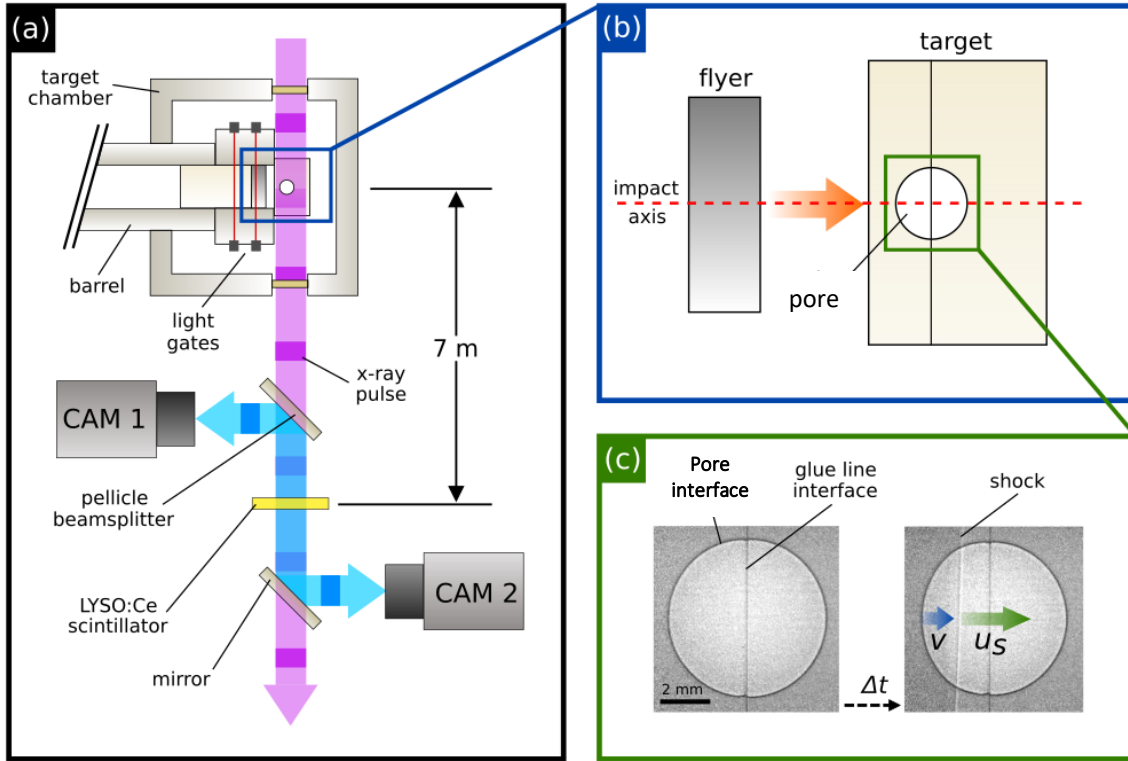 (a)
target
chamber
barrel
light
gates
7 m
x-ray
pulse
CAM 1
pellicle
beamsplitter
LYSO:Ce
scintillator
CAM 2
mirror
(b)
target
flyer
impact
axis
pore
(c)
Pore
interface
glue line
interface
shock
v
us
2 mm
Δt